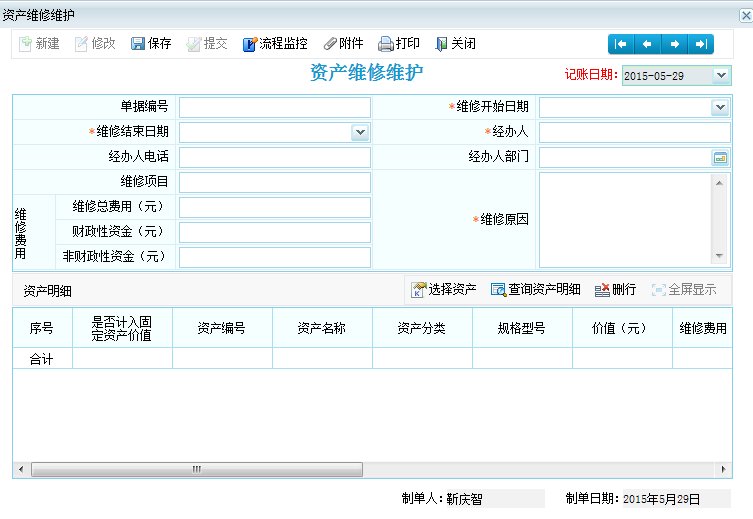 资产维修维护
新建 修改 保存 提交 流程监控 附件 打印 关闭
资产维修维护
记账日期：2015-05-29
单据编号 *维修开始日期
*维修结束日期 *经办人
经办人电话 经办人部门
维修项目
维修费用
维修总费用（元）
财政性资金（元）
非财政性资金（元）
*维修原因
资产明细 选择资产 查询资产明细 删行 全屏显示
序号 是否计入固定资产价值 资产编号 资产名称 资产分类 规格型号 价值（元） 维修费用
合计
制单人：靳庆智 制单日期：2015年5月29日